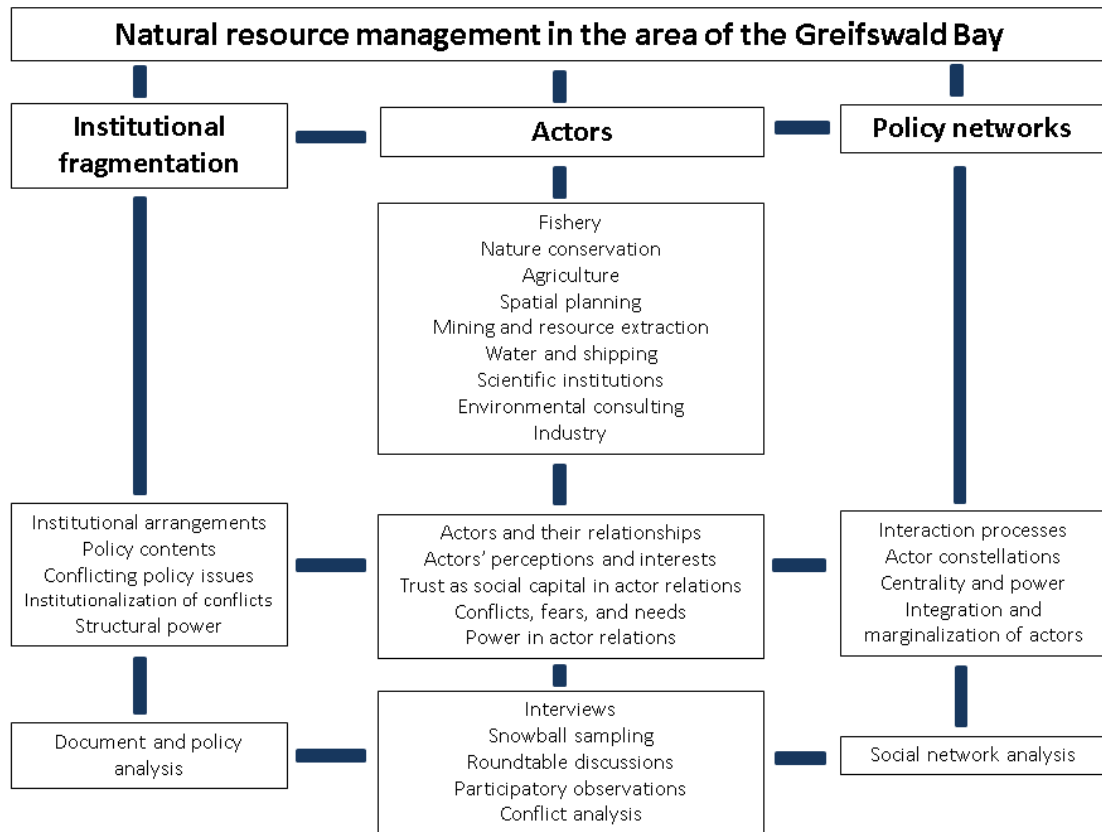 Natural resource management in the area of the Greifswald Bay
Institutional
fragmentation
Actors
Policy networks
Fishery
Nature conservation
Agriculture
Spatial planning
Mining and resource extraction
Water and shipping
Scientific institutions
Environmental consulting
Industry
Institutional arrangements
Policy contents
Conflicting policy issues
Institutionalization of conflicts
Structural power
Actors and their relationships
Actors' perceptions and interests
Trust as social capital in actor relations
Conflicts, fears, and needs
Power in actor relations
Interaction processes
Actor constellations
Centrality and power
Integration and
marginalization of actors
Document and policy
analysis
Interviews
Snowball sampling
Roundtable discussions
Participatory observations
Conflict analysis
Social network analysis